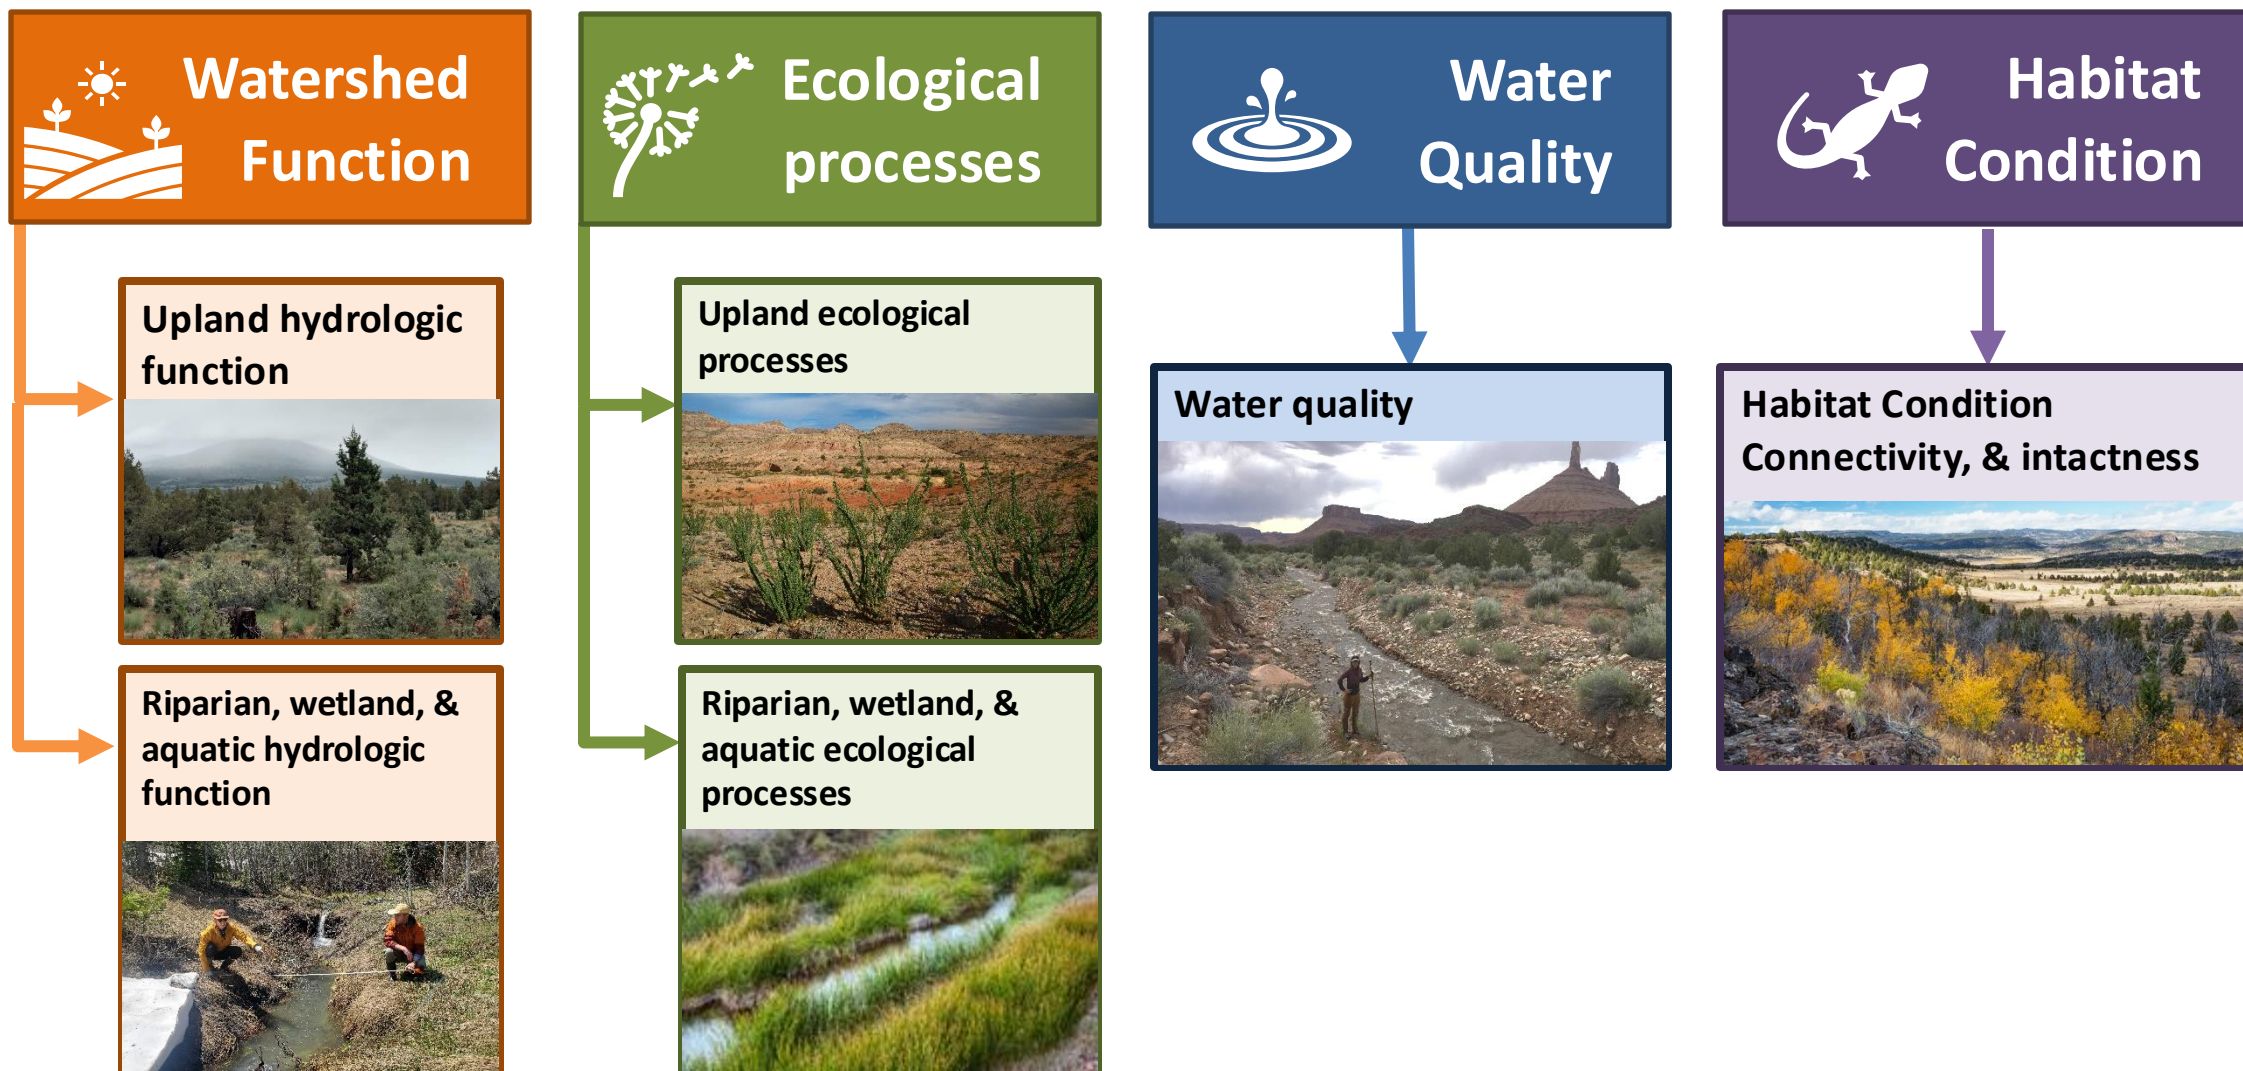 Watershed
Function
Ecological
processes
Water
Quality
Habitat
Condition
Upland hydrologic
function
Riparian, wetland, &
aquatic hydrologic
function
Upland ecological
processes
Riparian, wetland, &
aquatic ecological
processes
Water quality
Habitat Condition
Connectivity, & intactness